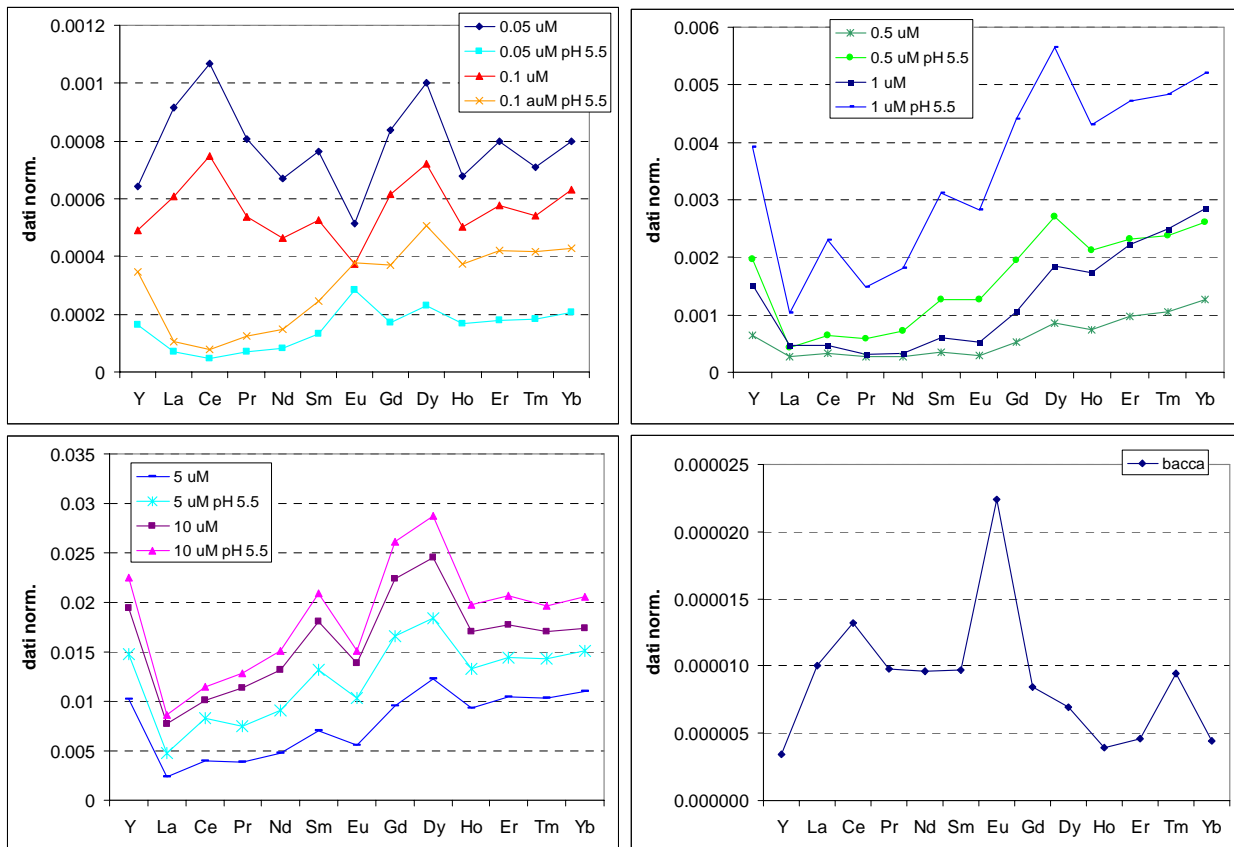 0.05 uM
0.05 uM pH 5.5
0.1 uM
0.1 auM pH 5.5
dati norm.
0.0012
0.001
0.0008
0.0006
0.0004
0.0002
0
Y La Ce Pr Nd Sm Eu Gd Dy Ho Er Tm Yb
0.5 uM
0.5 uM pH 5.5
1 uM
1 uM pH 5.5
dati norm.
0.006
0.005
0.004
0.003
0.002
0.001
0
Y La Ce Pr Nd Sm Eu Gd Dy Ho Er Tm Yb
5 uM
5 uM pH 5.5
10 uM
10 uM pH 5.5
dati norm.
0.035
0.03
0.025
0.02
0.015
0.01
0.005
0
Y La Ce Pr Nd Sm Eu Gd Dy Ho Er Tm Yb
bacca
dati norm.
0.000025
0.000020
0.000015
0.000010
0.000005
0.000000
Y La Ce Pr Nd Sm Eu Gd Dy Ho Er Tm Yb